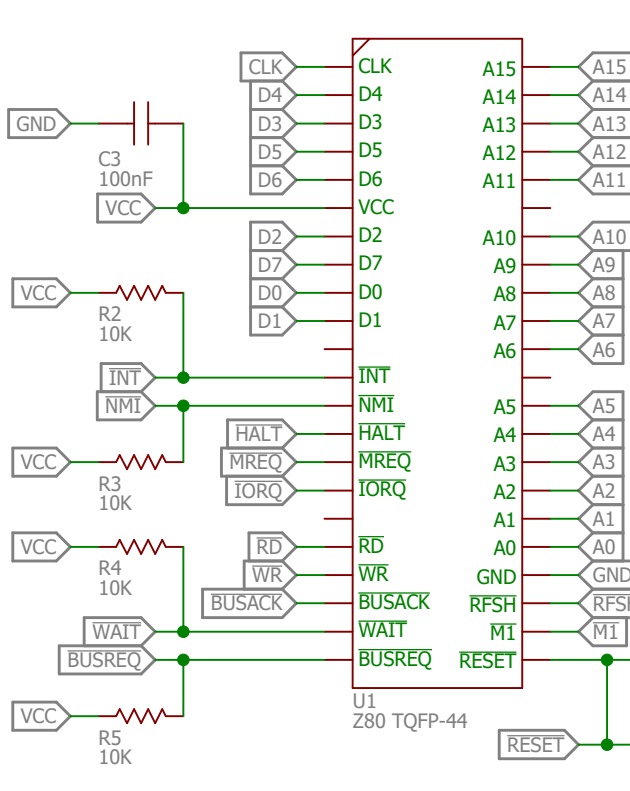 CLK CLK A15 A15
D4 D4 A14 A14
GND D3 D3 A13 A13
C3 D5 D5 A12 A12
100nF D6 D6 A11 A11
VCC VCC
D2 D2 A10 A10
D7 D7 A9 A9
VCC D0 D0 A8 A8
R2 D1 D1 A7 A7
10K A6 A6
INT INT
NMI NMI A5 A5
HALT HALT A4 A4
VCC MREQ MREQ A3 A3
R3 IORQ IORQ A2 A2
10K A1 A1
VCC RD RD A0 A0
R4 WR WR GND GND
10K BUSACK BUSACK RFSH RFSH
WAIT WAIT M1 M1
BUSREQ BUSREQ RESET
VCC U1
R5 Z80 TQFP-44
10K RESET